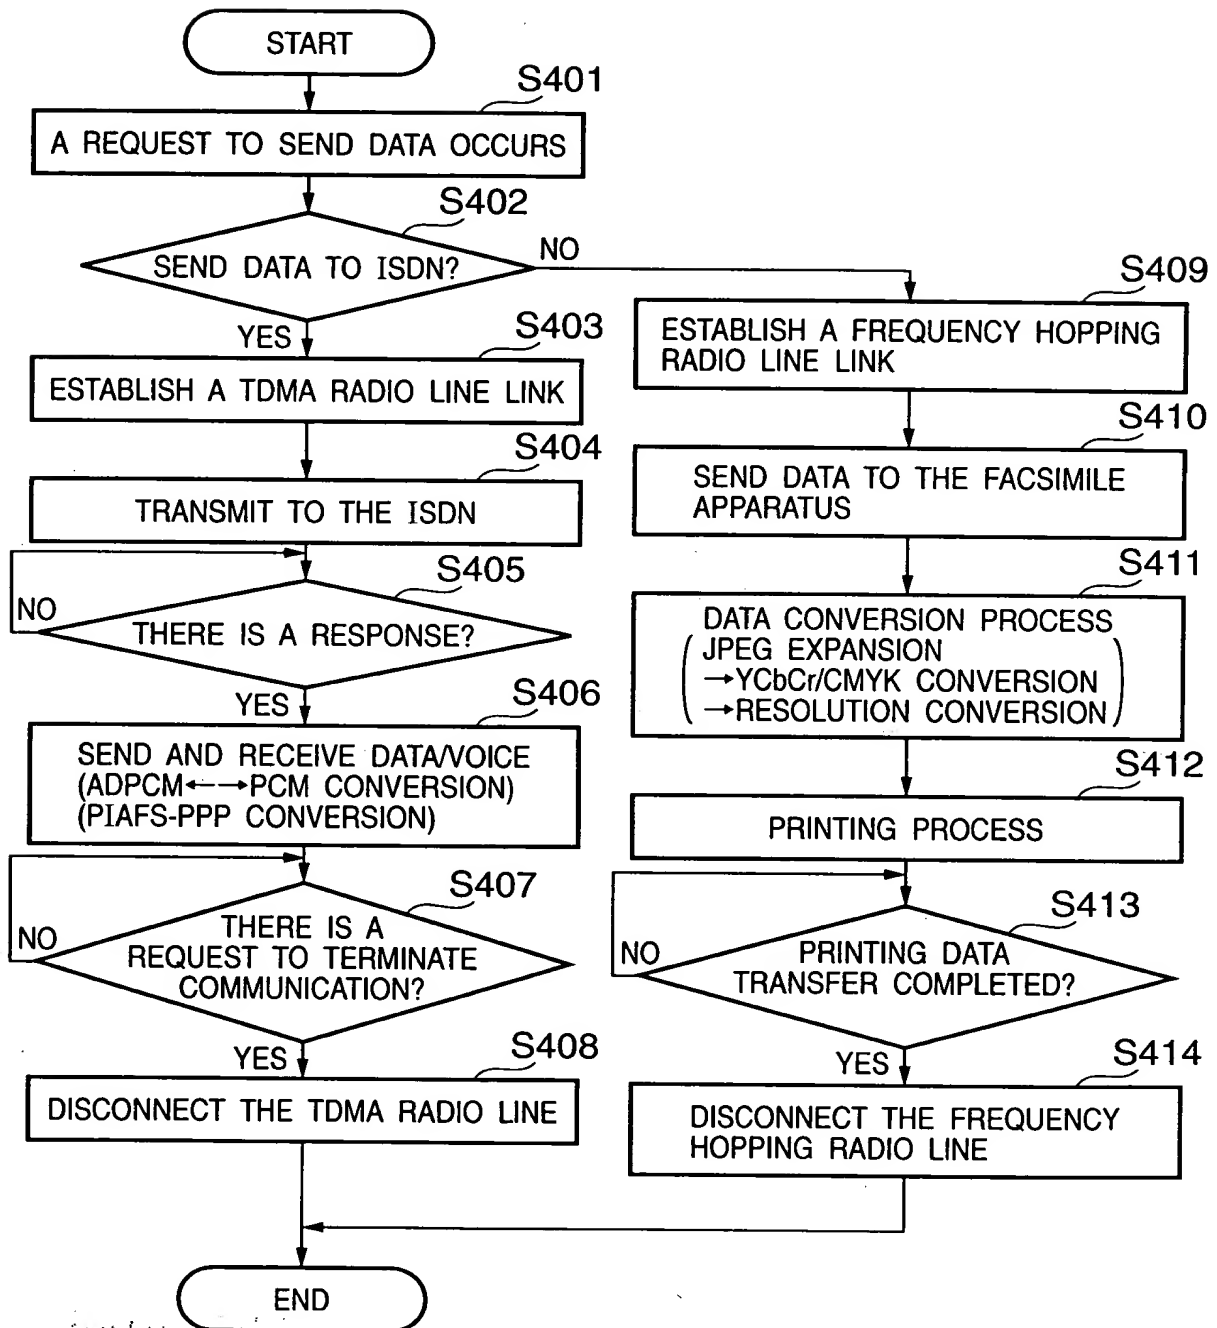 START
S401
A REQUEST TO SEND DATA OCCURS
S402
SEND DATA TO ISDN?
NO
YES
S403
ESTABLISH A TDMA RADIO LINE LINK
S404
TRANSMIT TO THE ISDN
S405
THERE IS A RESPONSE?
NO
YES
S406
SEND AND RECEIVE DATA/VOICE
(ADPCM←→PCM CONVERSION)
(PIAFS-PPP CONVERSION)
S407
THERE IS A
REQUEST TO TERMINATE
COMMUNICATION?
NO
YES
S408
DISCONNECT THE TDMA RADIO LINE
S409
ESTABLISH A FREQUENCY HOPPING
RADIO LINE LINK
S410
SEND DATA TO THE FACSIMILE
APPARATUS
S411
DATA CONVERSION PROCESS
(JPEG EXPANSION
→YCbCr/CMYK CONVERSION
→RESOLUTION CONVERSION)
S412
PRINTING PROCESS
S413
PRINTING DATA
TRANSFER COMPLETED?
NO
YES
S414
DISCONNECT THE FREQUENCY
HOPPING RADIO LINE
END